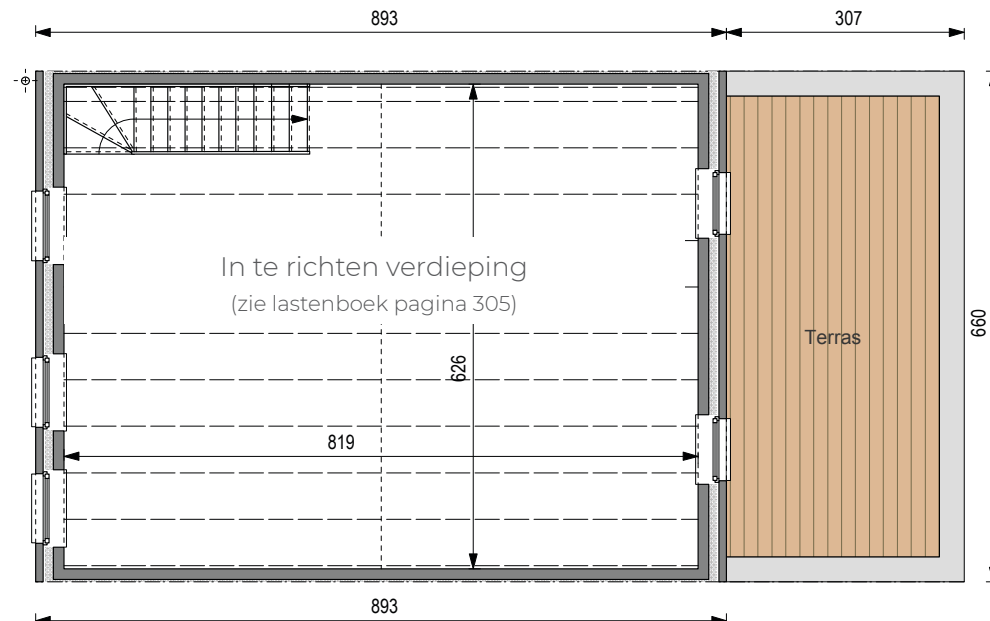 893
307
In te richten verdieping
(zie lastenboek pagina 305)
Terras
660
626
819
893